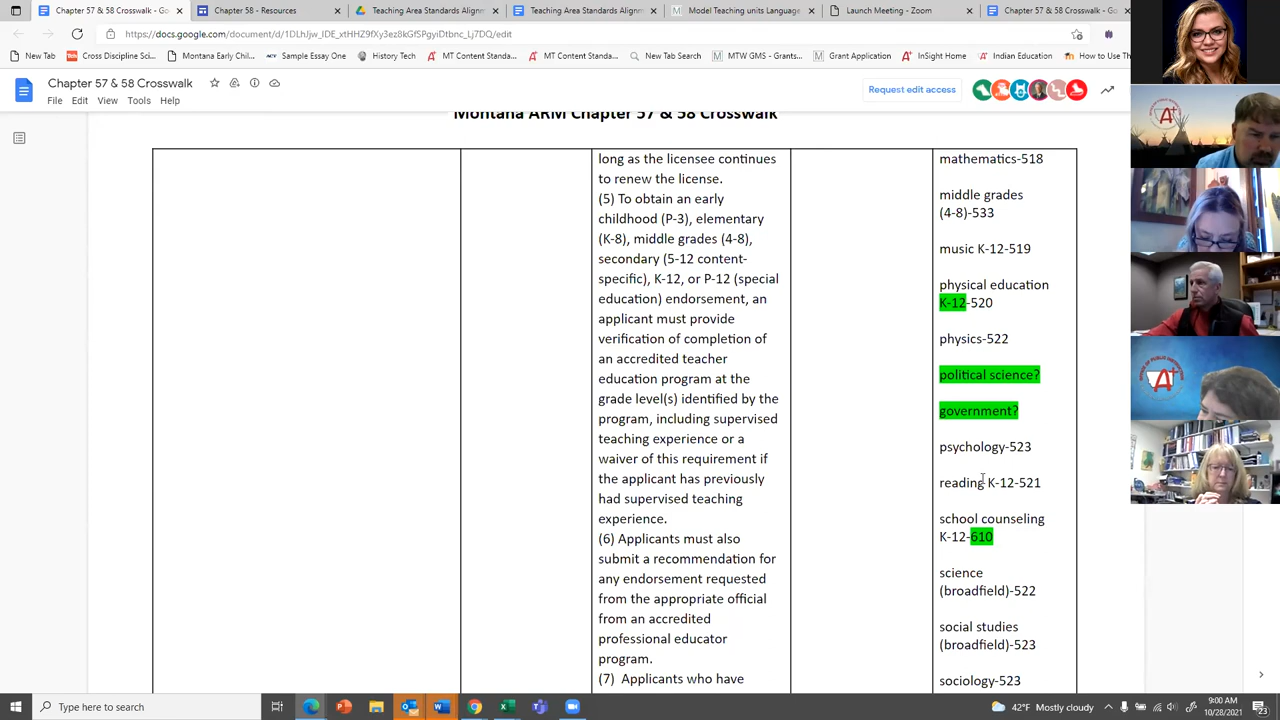 Chapter 57 & 58 Crosswalk - Go
Chapter 58 - Resources
Teaching Area Standards Alignm
Teaching Area Standards Alignm
Model Teaching units Language
Launch Meeting - Zoom
Chapter 57 & 58 Crosswalk - Go
https://docs.google.com/document/d/1DLhJjw_IDE_xtHHZ9fXy3ez8kGfSPgyiDtbnc_Lj7DQ/edit
New Tab
Cross Discipline Sci...
Montana Early Chil...
Sample Essay One
History Tech
MT Content Standa...
MT Content Standa...
New Search
MTW GMS - Grants...
Grant Application
InSight Home
Indian Education
How to Use The
Chapter 57 & 58 Crosswalk
File Edit View Tools Help
Request edit access
Montana ARM Chapter 57 & 58 Crosswalk
long as the licensee continues
to renew the license.
(5) To obtain an early
childhood (P-3), elementary
(K-8), middle grades (4-8),
secondary (5-12 content-
specific), K-12, or P-12 (special
education) endorsement, an
applicant must provide
verification of completion of
an accredited teacher
education program at the
grade level(s) identified by the
program, including supervised
teaching experience or a
waiver of this requirement if
the applicant has previously
had supervised teaching
experience.
(6) Applicants must also
submit a recommendation for
any endorsement requested
from the appropriate official
from an accredited
professional educator
program.
(7) Applicants who have
mathematics-518
middle grades
(4-8)-533
music K-12-519
physical education
K-12-520
physics-522
political science?
government?
psychology-523
reading K-12-521
school counseling
K-12-610
science
(broadfield)-522
social studies
(broadfield)-523
sociology-523
Type here to search
42°F Mostly cloudy
9:00 AM
10/28/2021
23